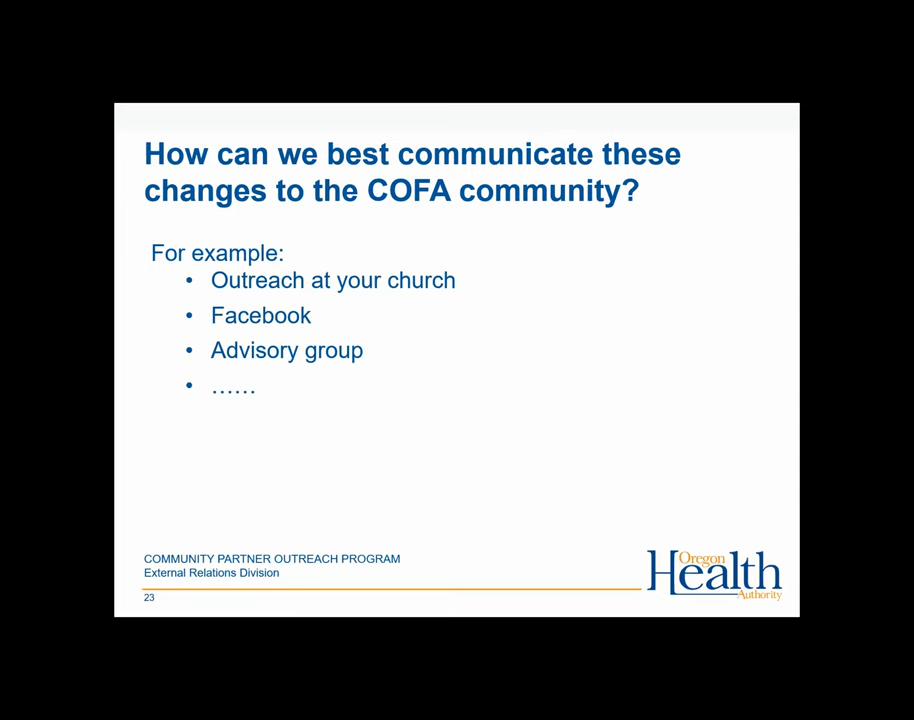 How can we best communicate these
changes to the COFA community?
For example:
• Outreach at your church
• Facebook
• Advisory group
• ……
COMMUNITY PARTNER OUTREACH PROGRAM
External Relations Division
23
Oregon
Health
Authority